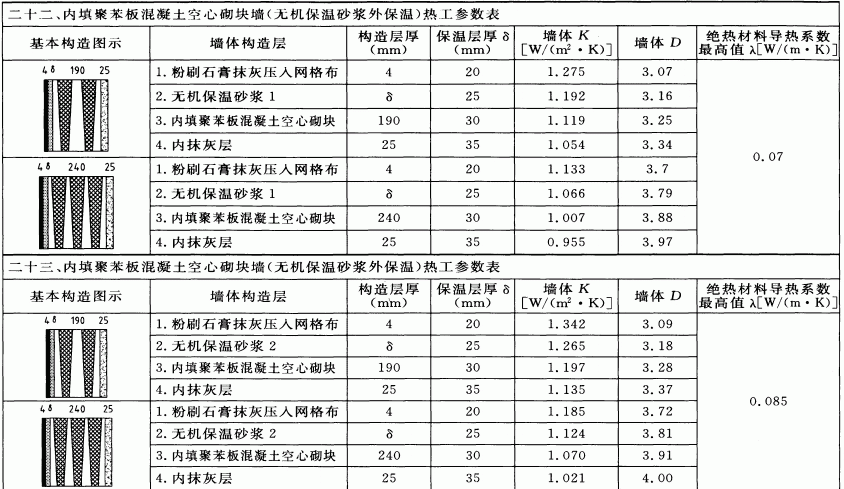 二十二、内填聚苯板混凝土空心砌块墙(无机保温砂浆外保温)热工参数表
基本构造图示 墙体构造层 构造层厚(mm) 保温层厚δ(mm) 墙体 K [W/(m²·K)] 墙体 D 绝热材料导热系数最高值 λ[W/(m·K)]
4 δ 190 25
1. 粉刷石膏抹灰压入网格布 4 20 1.275 3.07
2. 无机保温砂浆 1 δ 25 1.192 3.16
3. 内填聚苯板混凝土空心砌块 190 30 1.119 3.25
4. 内抹灰层 25 35 1.054 3.34
0.07
4 δ 240 25
1. 粉刷石膏抹灰压入网格布 4 20 1.133 3.7
2. 无机保温砂浆 1 δ 25 1.066 3.79
3. 内填聚苯板混凝土空心砌块 240 30 1.007 3.88
4. 内抹灰层 25 35 0.955 3.97
二十三、内填聚苯板混凝土空心砌块墙(无机保温砂浆外保温)热工参数表
基本构造图示 墙体构造层 构造层厚(mm) 保温层厚δ(mm) 墙体 K [W/(m²·K)] 墙体 D 绝热材料导热系数最高值 λ[W/(m·K)]
4 δ 190 25
1. 粉刷石膏抹灰压入网格布 4 20 1.342 3.09
2. 无机保温砂浆 2 δ 25 1.265 3.18
3. 内填聚苯板混凝土空心砌块 190 30 1.197 3.28
4. 内抹灰层 25 35 1.135 3.37
0.085
4 δ 240 25
1. 粉刷石膏抹灰压入网格布 4 20 1.185 3.72
2. 无机保温砂浆 2 δ 25 1.124 3.81
3. 内填聚苯板混凝土空心砌块 240 30 1.070 3.91
4. 内抹灰层 25 35 1.021 4.00